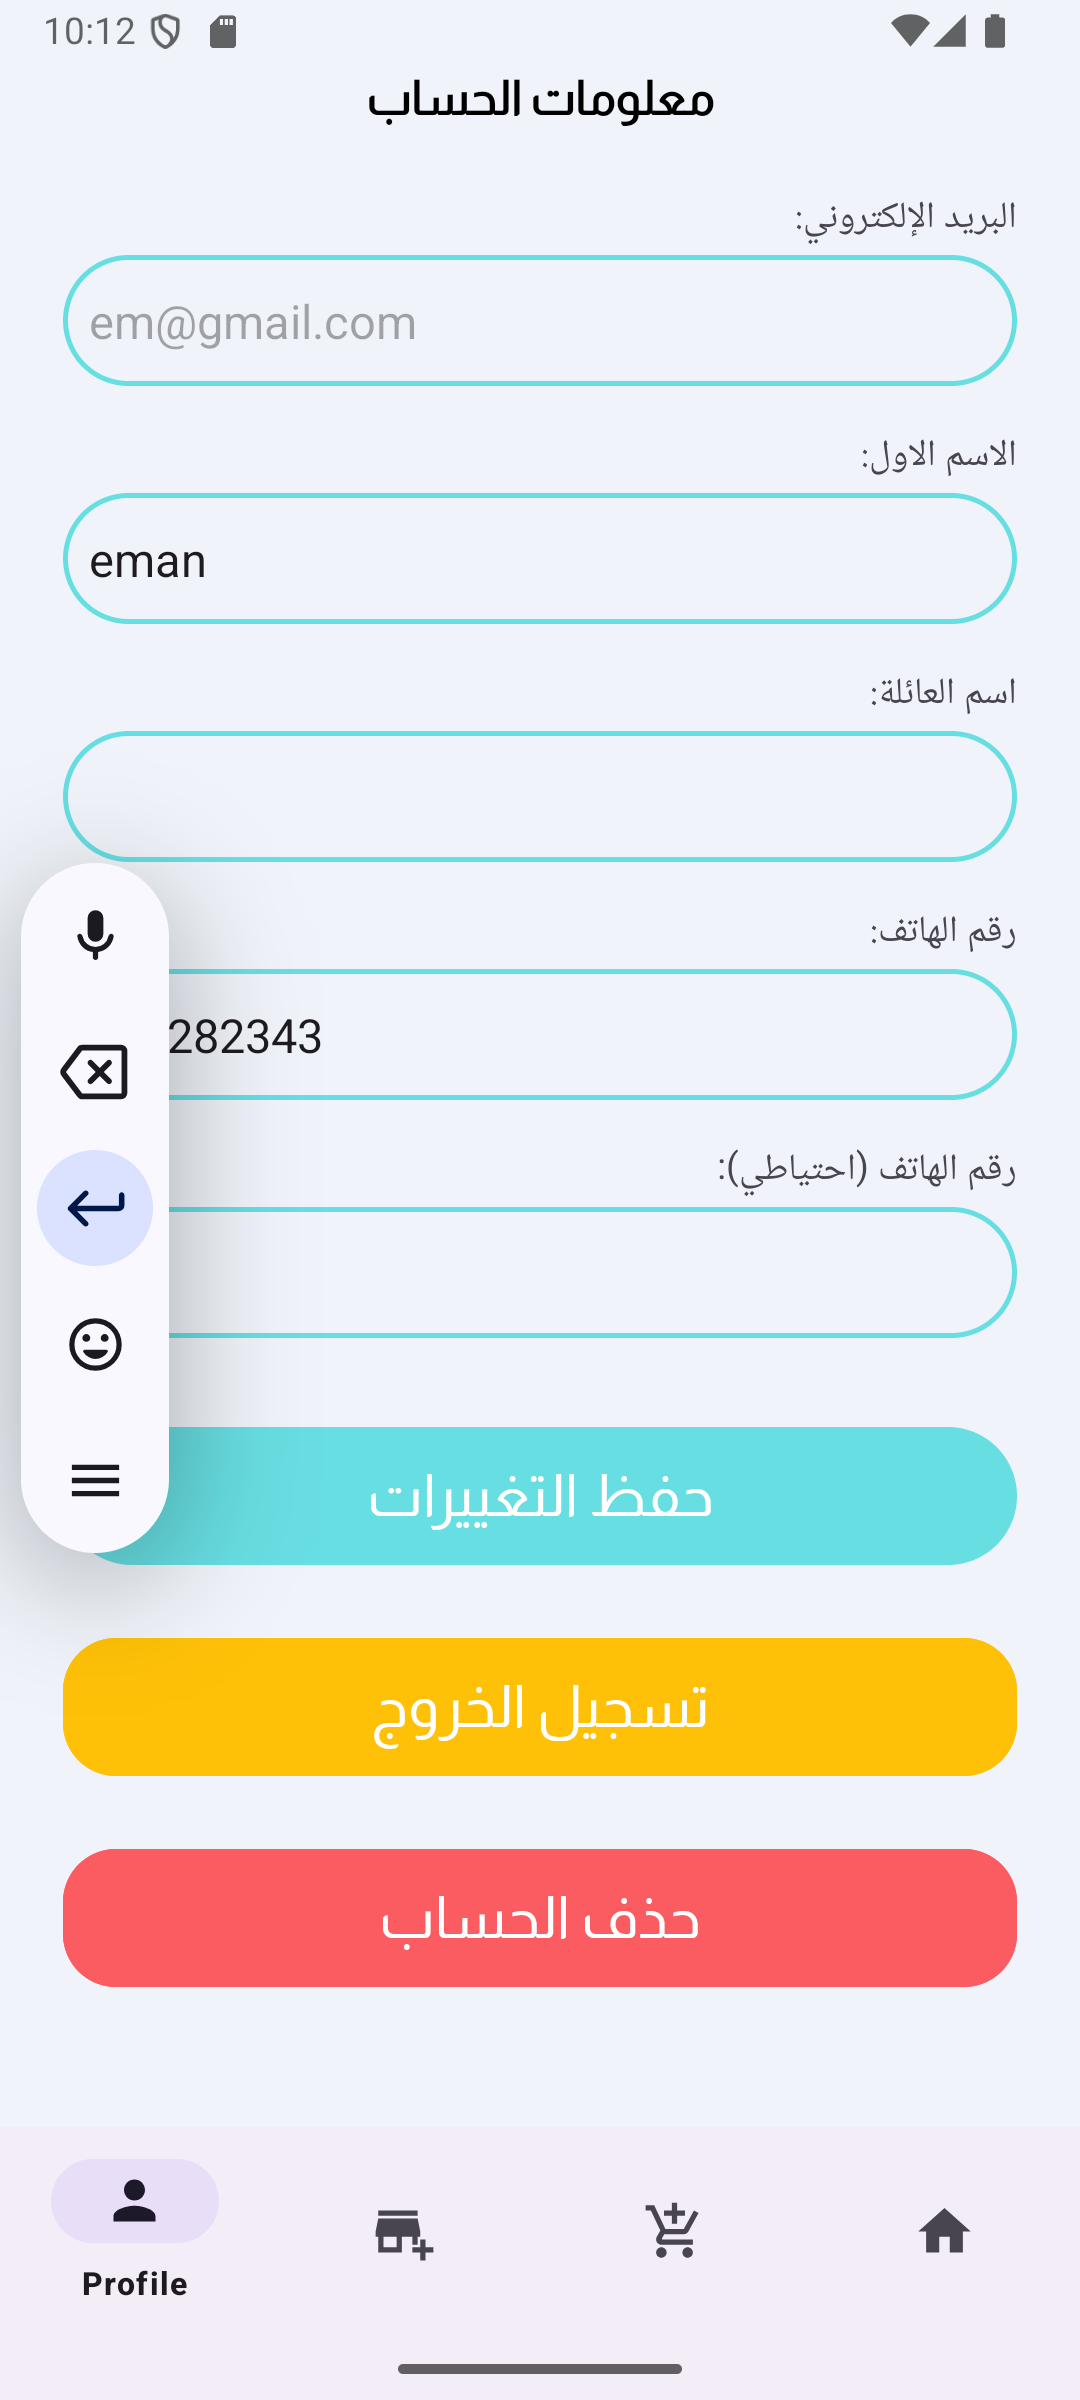 10:12
معلومات الحساب
البريد الإلكتروني:
em@gmail.com
الاسم الاول:
eman
اسم العائلة:
رقم الهاتف:
282343
رقم الهاتف (احتياطي):
حفظ التغييرات
تسجيل الخروج
حذف الحساب
Profile